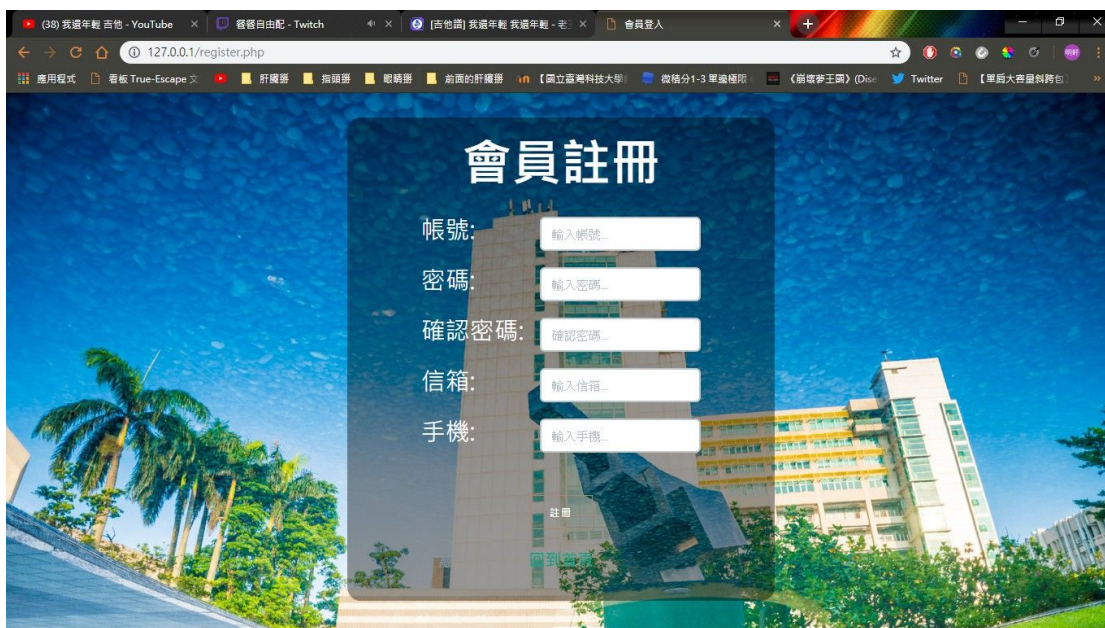 (38) 我還年輕 吉他 - YouTube
答答自由配 - Twitch
[吉他譜] 我還年輕 我還年輕 - 老
會員登入
127.0.0.1/register.php
應用程式
看板 True-Escape 文
肝臟掰
指頭掰
眼睛掰
前面的肝臟掰
【國立臺灣科技大學
微積分1-3 單邊極限
《崩壞夢王國》(Dise
Twitter
【單肩大容量斜跨包
會員註冊
帳號:
輸入帳號...
密碼:
輸入密碼...
確認密碼:
確認密碼...
信箱:
輸入信箱...
手機:
輸入手機...
註冊
回到首頁